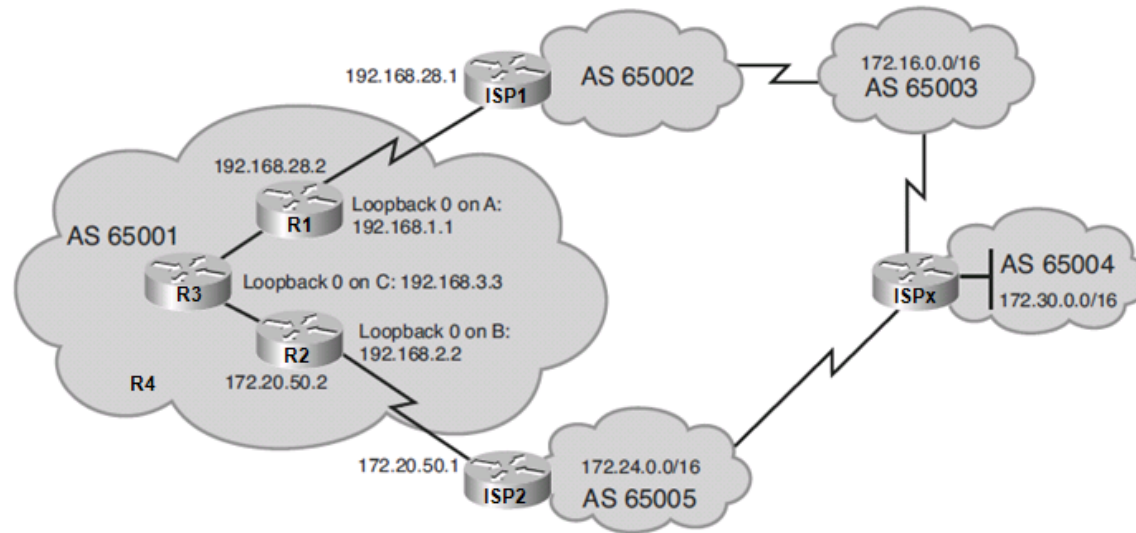 192.168.28.1
ISP1
AS 65002
172.16.0.0/16
AS 65003
192.168.28.2
R1
Loopback 0 on A:
192.168.1.1
AS 65001
R3
Loopback 0 on C: 192.168.3.3
R2
Loopback 0 on B:
192.168.2.2
R4
172.20.50.2
ISPx
AS 65004
172.30.0.0/16
172.20.50.1
ISP2
172.24.0.0/16
AS 65005